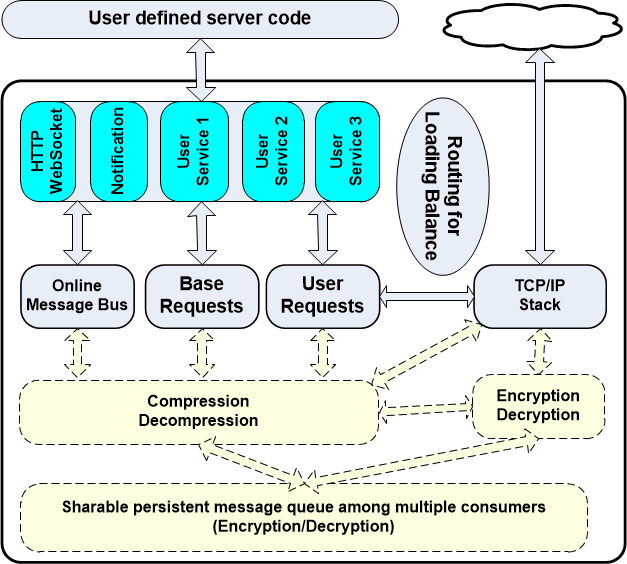 User defined server code
HTTP
WebSocket
Notification
User
Service 1
User
Service 2
User
Service 3
Routing for
Loading Balance
Online
Message Bus
Base
Requests
User
Requests
TCP/IP
Stack
Compression
Decompression
Encryption
Decryption
Sharable persistent message queue among multiple consumers
(Encryption/Decryption)